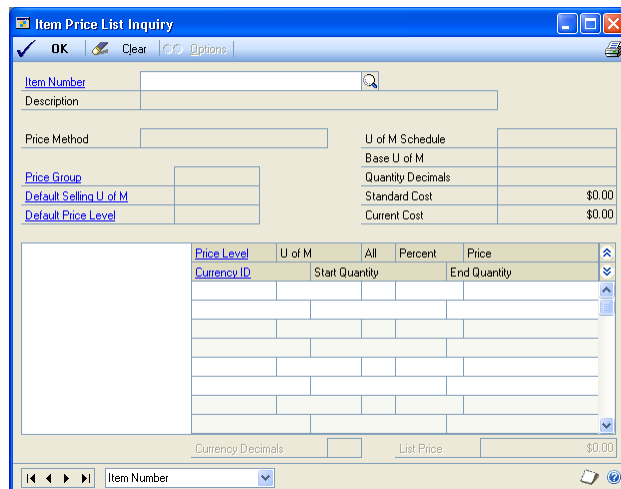 Item Price List Inquiry
OK Clear Options
Item Number
Description
Price Method U of M Schedule
Base U of M
Price Group Quantity Decimals
Default Selling U of M Standard Cost $0.00
Default Price Level Current Cost $0.00
Price Level U of M All Percent Price
Currency ID Start Quantity End Quantity
Currency Decimals List Price $0.00
Item Number